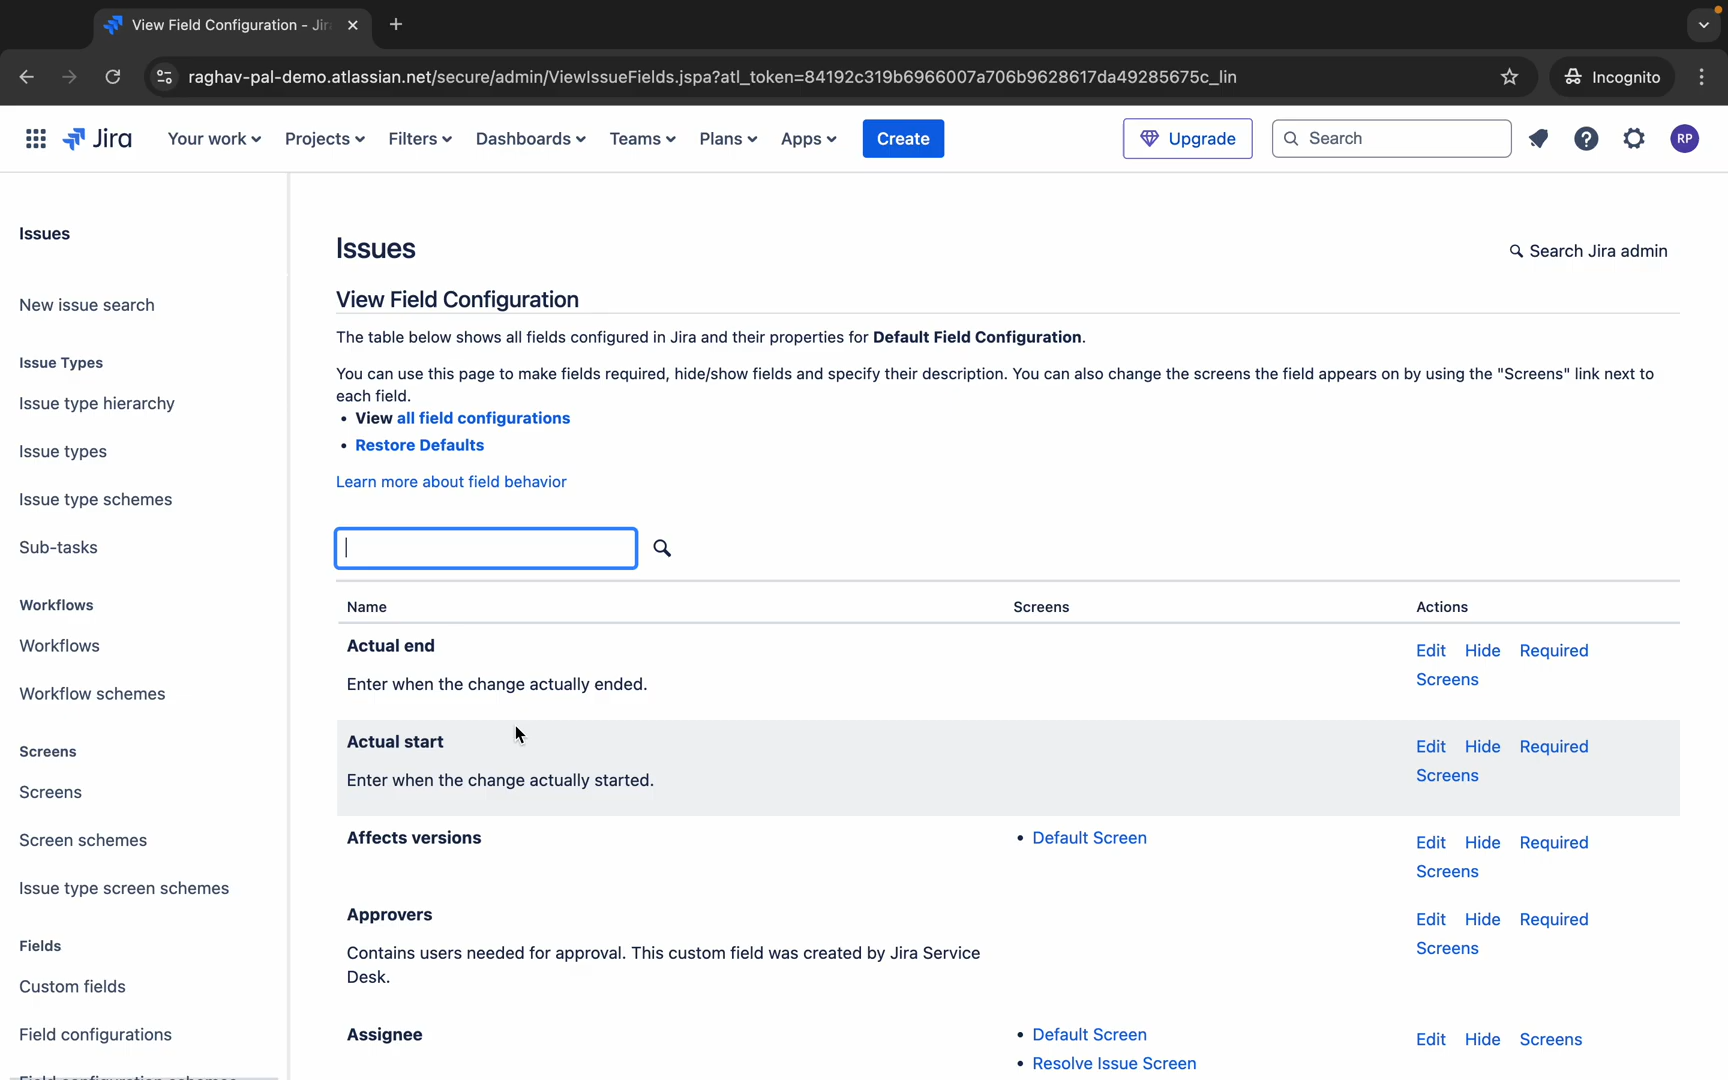 View Field Configuration - Jir
raghav-pal-demo.atlassian.net/secure/admin/ViewIssueFields.jspa?atl_token=84192c319b6966007a706b9628617da49285675c_lin
Incognito
Jira
Your work
Projects
Filters
Dashboards
Teams
Plans
Apps
Create
Upgrade
Search
RP
Issues
New issue search
Issue Types
Issue type hierarchy
Issue types
Issue type schemes
Sub-tasks
Workflows
Workflows
Workflow schemes
Screens
Screens
Screen schemes
Issue type screen schemes
Fields
Custom fields
Field configurations
Field configuration schemes
Issues
Search Jira admin
View Field Configuration
The table below shows all fields configured in Jira and their properties for Default Field Configuration.
You can use this page to make fields required, hide/show fields and specify their description. You can also change the screens the field appears on by using the "Screens" link next to
each field.
• View all field configurations
• Restore Defaults
Learn more about field behavior
Name Screens Actions
Actual end
Enter when the change actually ended.
Edit Hide Required
Screens
Actual start
Enter when the change actually started.
Edit Hide Required
Screens
Affects versions
• Default Screen
Edit Hide Required
Screens
Approvers
Contains users needed for approval. This custom field was created by Jira Service
Desk.
Edit Hide Required
Screens
Assignee
• Default Screen
• Resolve Issue Screen
Edit Hide Screens